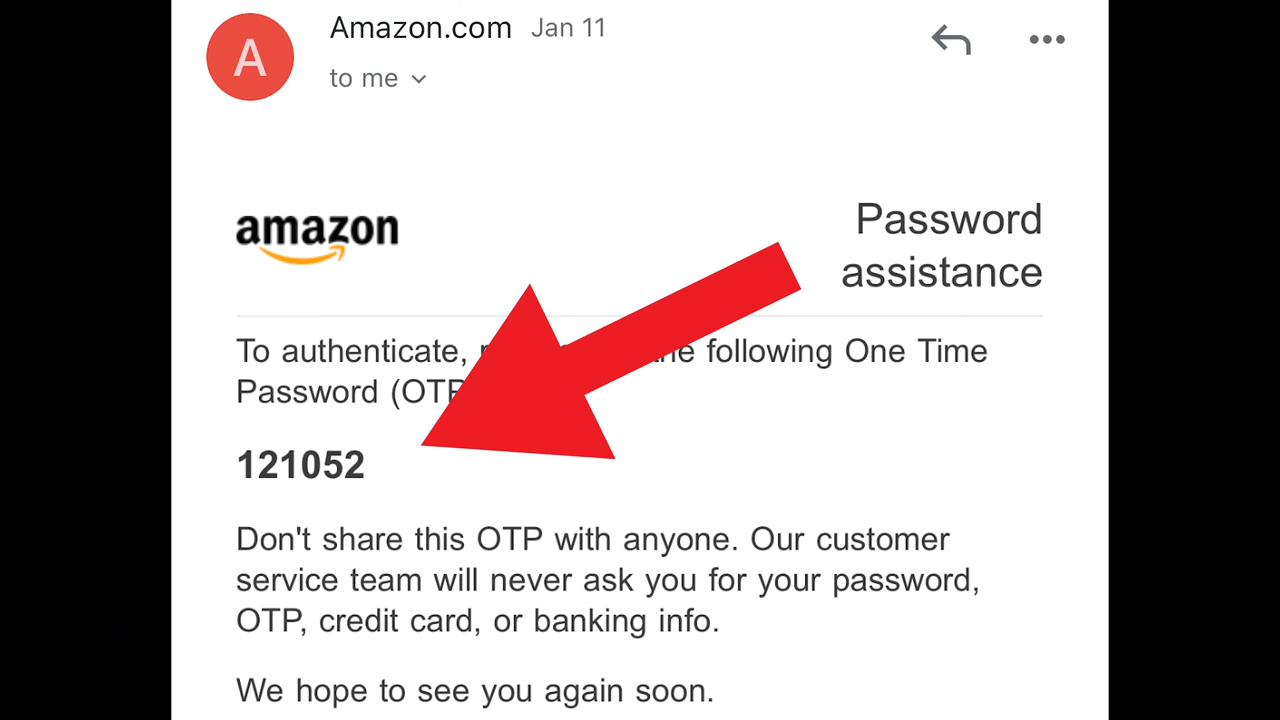 A
Amazon.com Jan 11
to me
amazon
Password
assistance
To authenticate, following One Time
Password (OTP
121052
Don't share this OTP with anyone. Our customer
service team will never ask you for your password,
OTP, credit card, or banking info.
We hope to see you again soon.